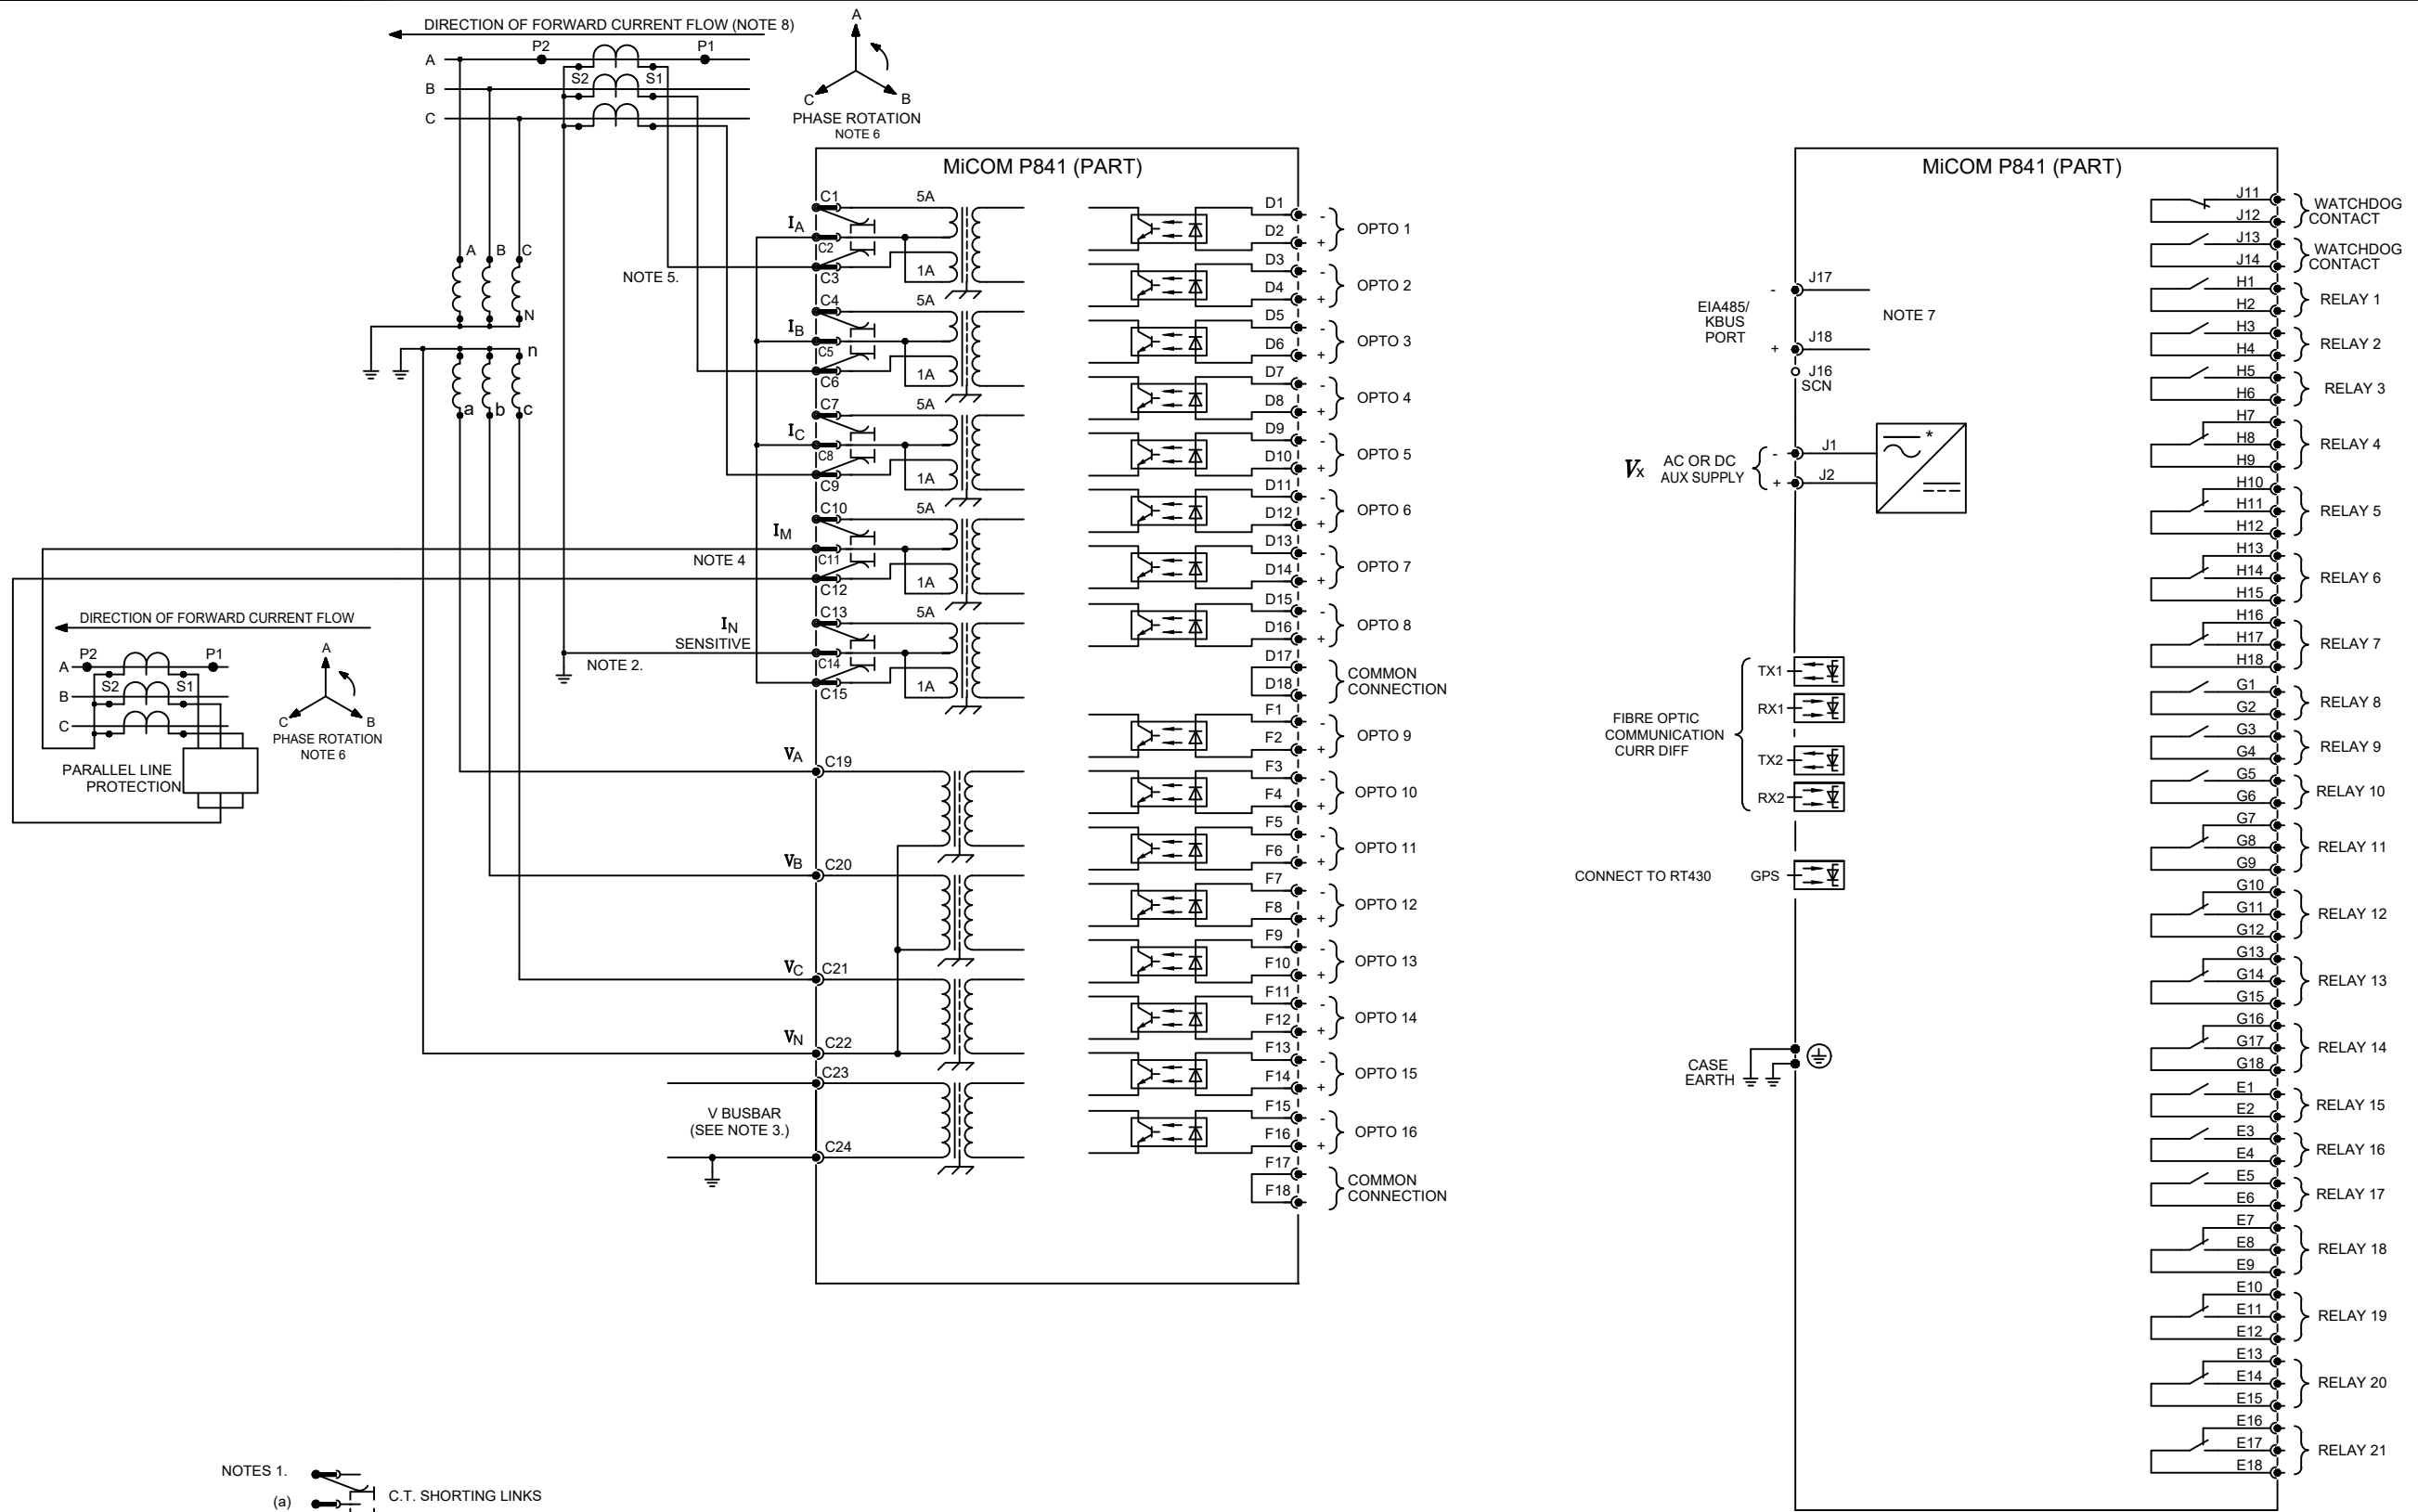 DIRECTION OF FORWARD CURRENT FLOW (NOTE 8)
A
P2
P1
S2
S1
B
C
A
C
B
PHASE ROTATION
NOTE 6
A
B
C
N
n
a
b
c
NOTE 5.
NOTE 4
NOTE 2.
DIRECTION OF FORWARD CURRENT FLOW
A
P2
P1
S2
S1
B
C
A
C
B
PHASE ROTATION
NOTE 6
PARALLEL LINE
PROTECTION
MiCOM P841 (PART)
IA
C1
5A
C2
C3
1A
IB
C4
5A
C5
C6
1A
IC
C7
5A
C8
C9
1A
IM
C10
5A
C11
C12
1A
IN
SENSITIVE
C13
5A
C14
C15
1A
VA
C19
VB
C20
VC
C21
VN
C22
C23
V BUSBAR
(SEE NOTE 3.)
C24
D1
-
D2
+
OPTO 1
D3
-
D4
+
OPTO 2
D5
-
D6
+
OPTO 3
D7
-
D8
+
OPTO 4
D9
-
D10
+
OPTO 5
D11
-
D12
+
OPTO 6
D13
-
D14
+
OPTO 7
D15
-
D16
+
OPTO 8
D17
D18
COMMON
CONNECTION
F1
-
F2
+
OPTO 9
F3
-
F4
+
OPTO 10
F5
-
F6
+
OPTO 11
F7
-
F8
+
OPTO 12
F9
-
F10
+
OPTO 13
F11
-
F12
+
OPTO 14
F13
-
F14
+
OPTO 15
F15
-
F16
+
OPTO 16
F17
F18
COMMON
CONNECTION
MiCOM P841 (PART)
EIA485/
KBUS
PORT
-
J17
NOTE 7
+
J18
J16
SCN
Vx
AC OR DC
AUX SUPPLY
-
J1
+
J2
*
FIBRE OPTIC
COMMUNICATION
CURR DIFF
TX1
RX1
TX2
RX2
CONNECT TO RT430
GPS
CASE
EARTH
J11
J12
WATCHDOG
CONTACT
J13
J14
WATCHDOG
CONTACT
H1
H2
RELAY 1
H3
H4
RELAY 2
H5
H6
RELAY 3
H7
H8
H9
RELAY 4
H10
H11
H12
RELAY 5
H13
H14
H15
RELAY 6
H16
H17
H18
RELAY 7
G1
G2
RELAY 8
G3
G4
RELAY 9
G5
G6
RELAY 10
G7
G8
G9
RELAY 11
G10
G11
G12
RELAY 12
G13
G14
G15
RELAY 13
G16
G17
G18
RELAY 14
E1
E2
RELAY 15
E3
E4
RELAY 16
E5
E6
RELAY 17
E7
E8
E9
RELAY 18
E10
E11
E12
RELAY 19
E13
E14
E15
RELAY 20
E16
E17
E18
RELAY 21
NOTES 1.
(a)
C.T. SHORTING LINKS